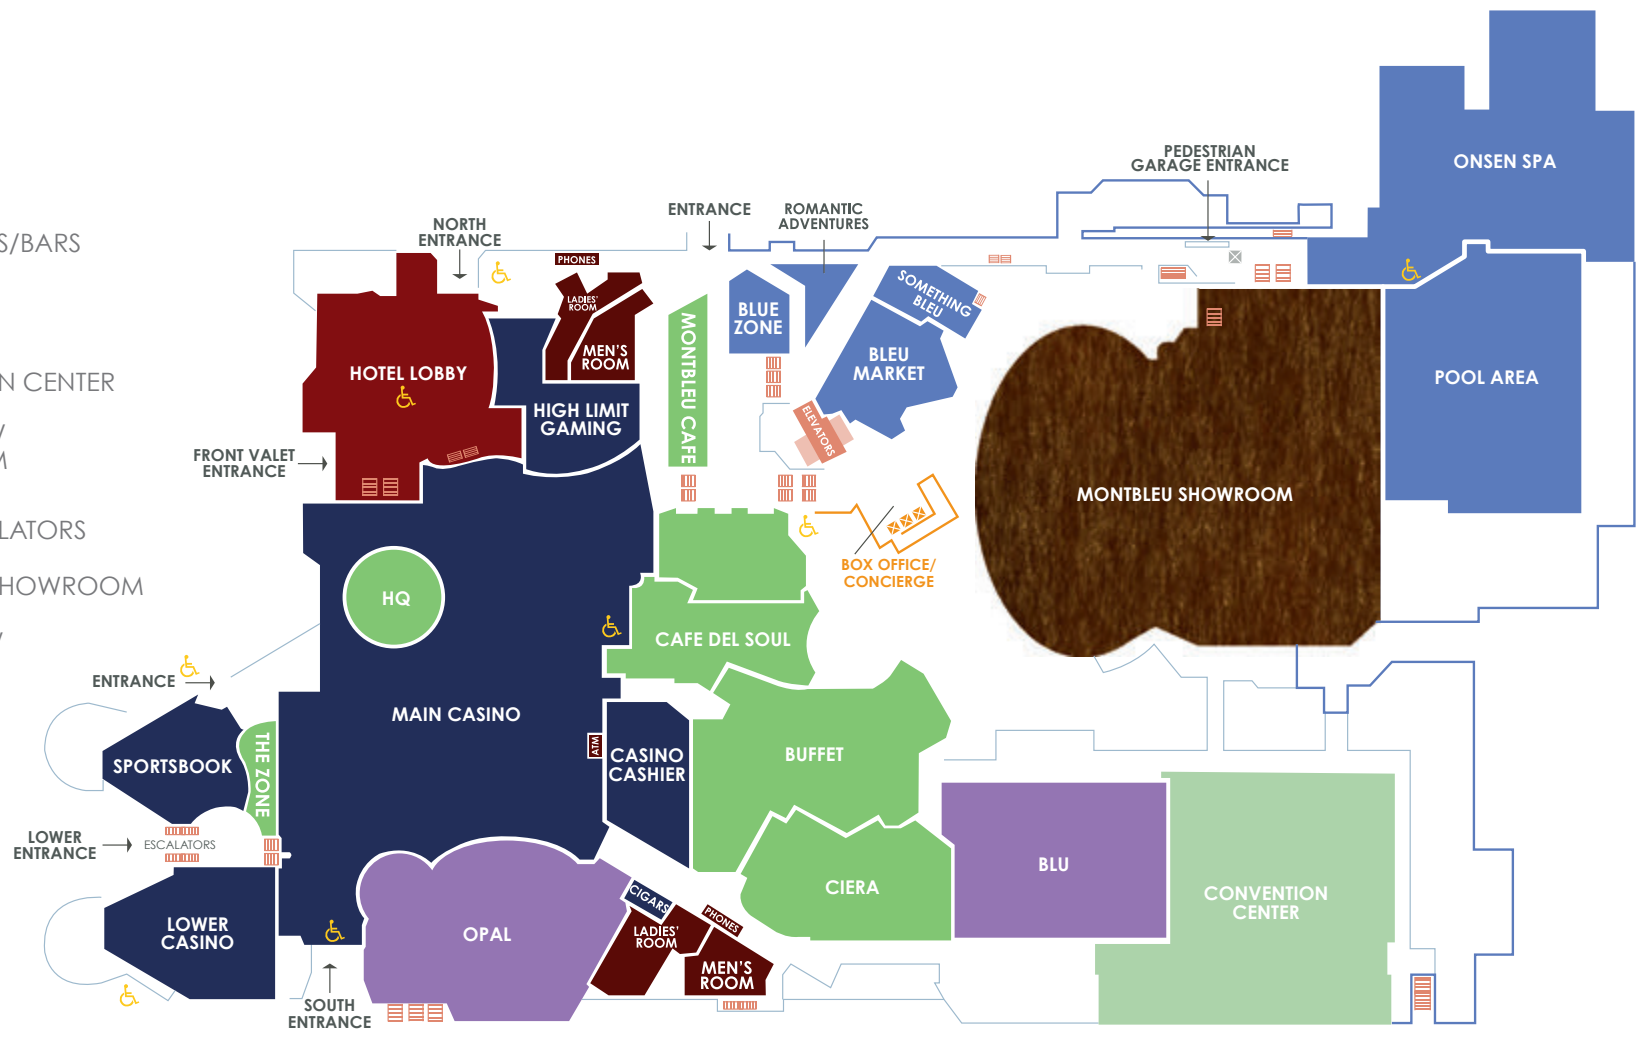 S/BARS
N CENTER
/
M
LATORS
SHOWROOM
/
PEDESTRIAN
GARAGE ENTRANCE
ONSEN SPA
ENTRANCE
ROMANTIC
ADVENTURES
NORTH
ENTRANCE
PHONES
LADIES'
ROOM
MEN'S
ROOM
SOMETHING
BLEU
BLUE
ZONE
BLEU
MARKET
MONTBLEU CAFE
HOTEL LOBBY
POOL AREA
HIGH LIMIT
GAMING
ELEVATORS
FRONT VALET
ENTRANCE
MONTBLEU SHOWROOM
BOX OFFICE/
CONCIERGE
HQ
CAFE DEL SOUL
ENTRANCE
MAIN CASINO
SPORTSBOOK
THE ZONE
ATM
CASINO
CASHIER
BUFFET
LOWER
ENTRANCE
ESCALATORS
BLU
CIERA
CONVENTION
CENTER
CIGARS
PHONES
LADIES'
ROOM
MEN'S
ROOM
LOWER
CASINO
OPAL
SOUTH
ENTRANCE